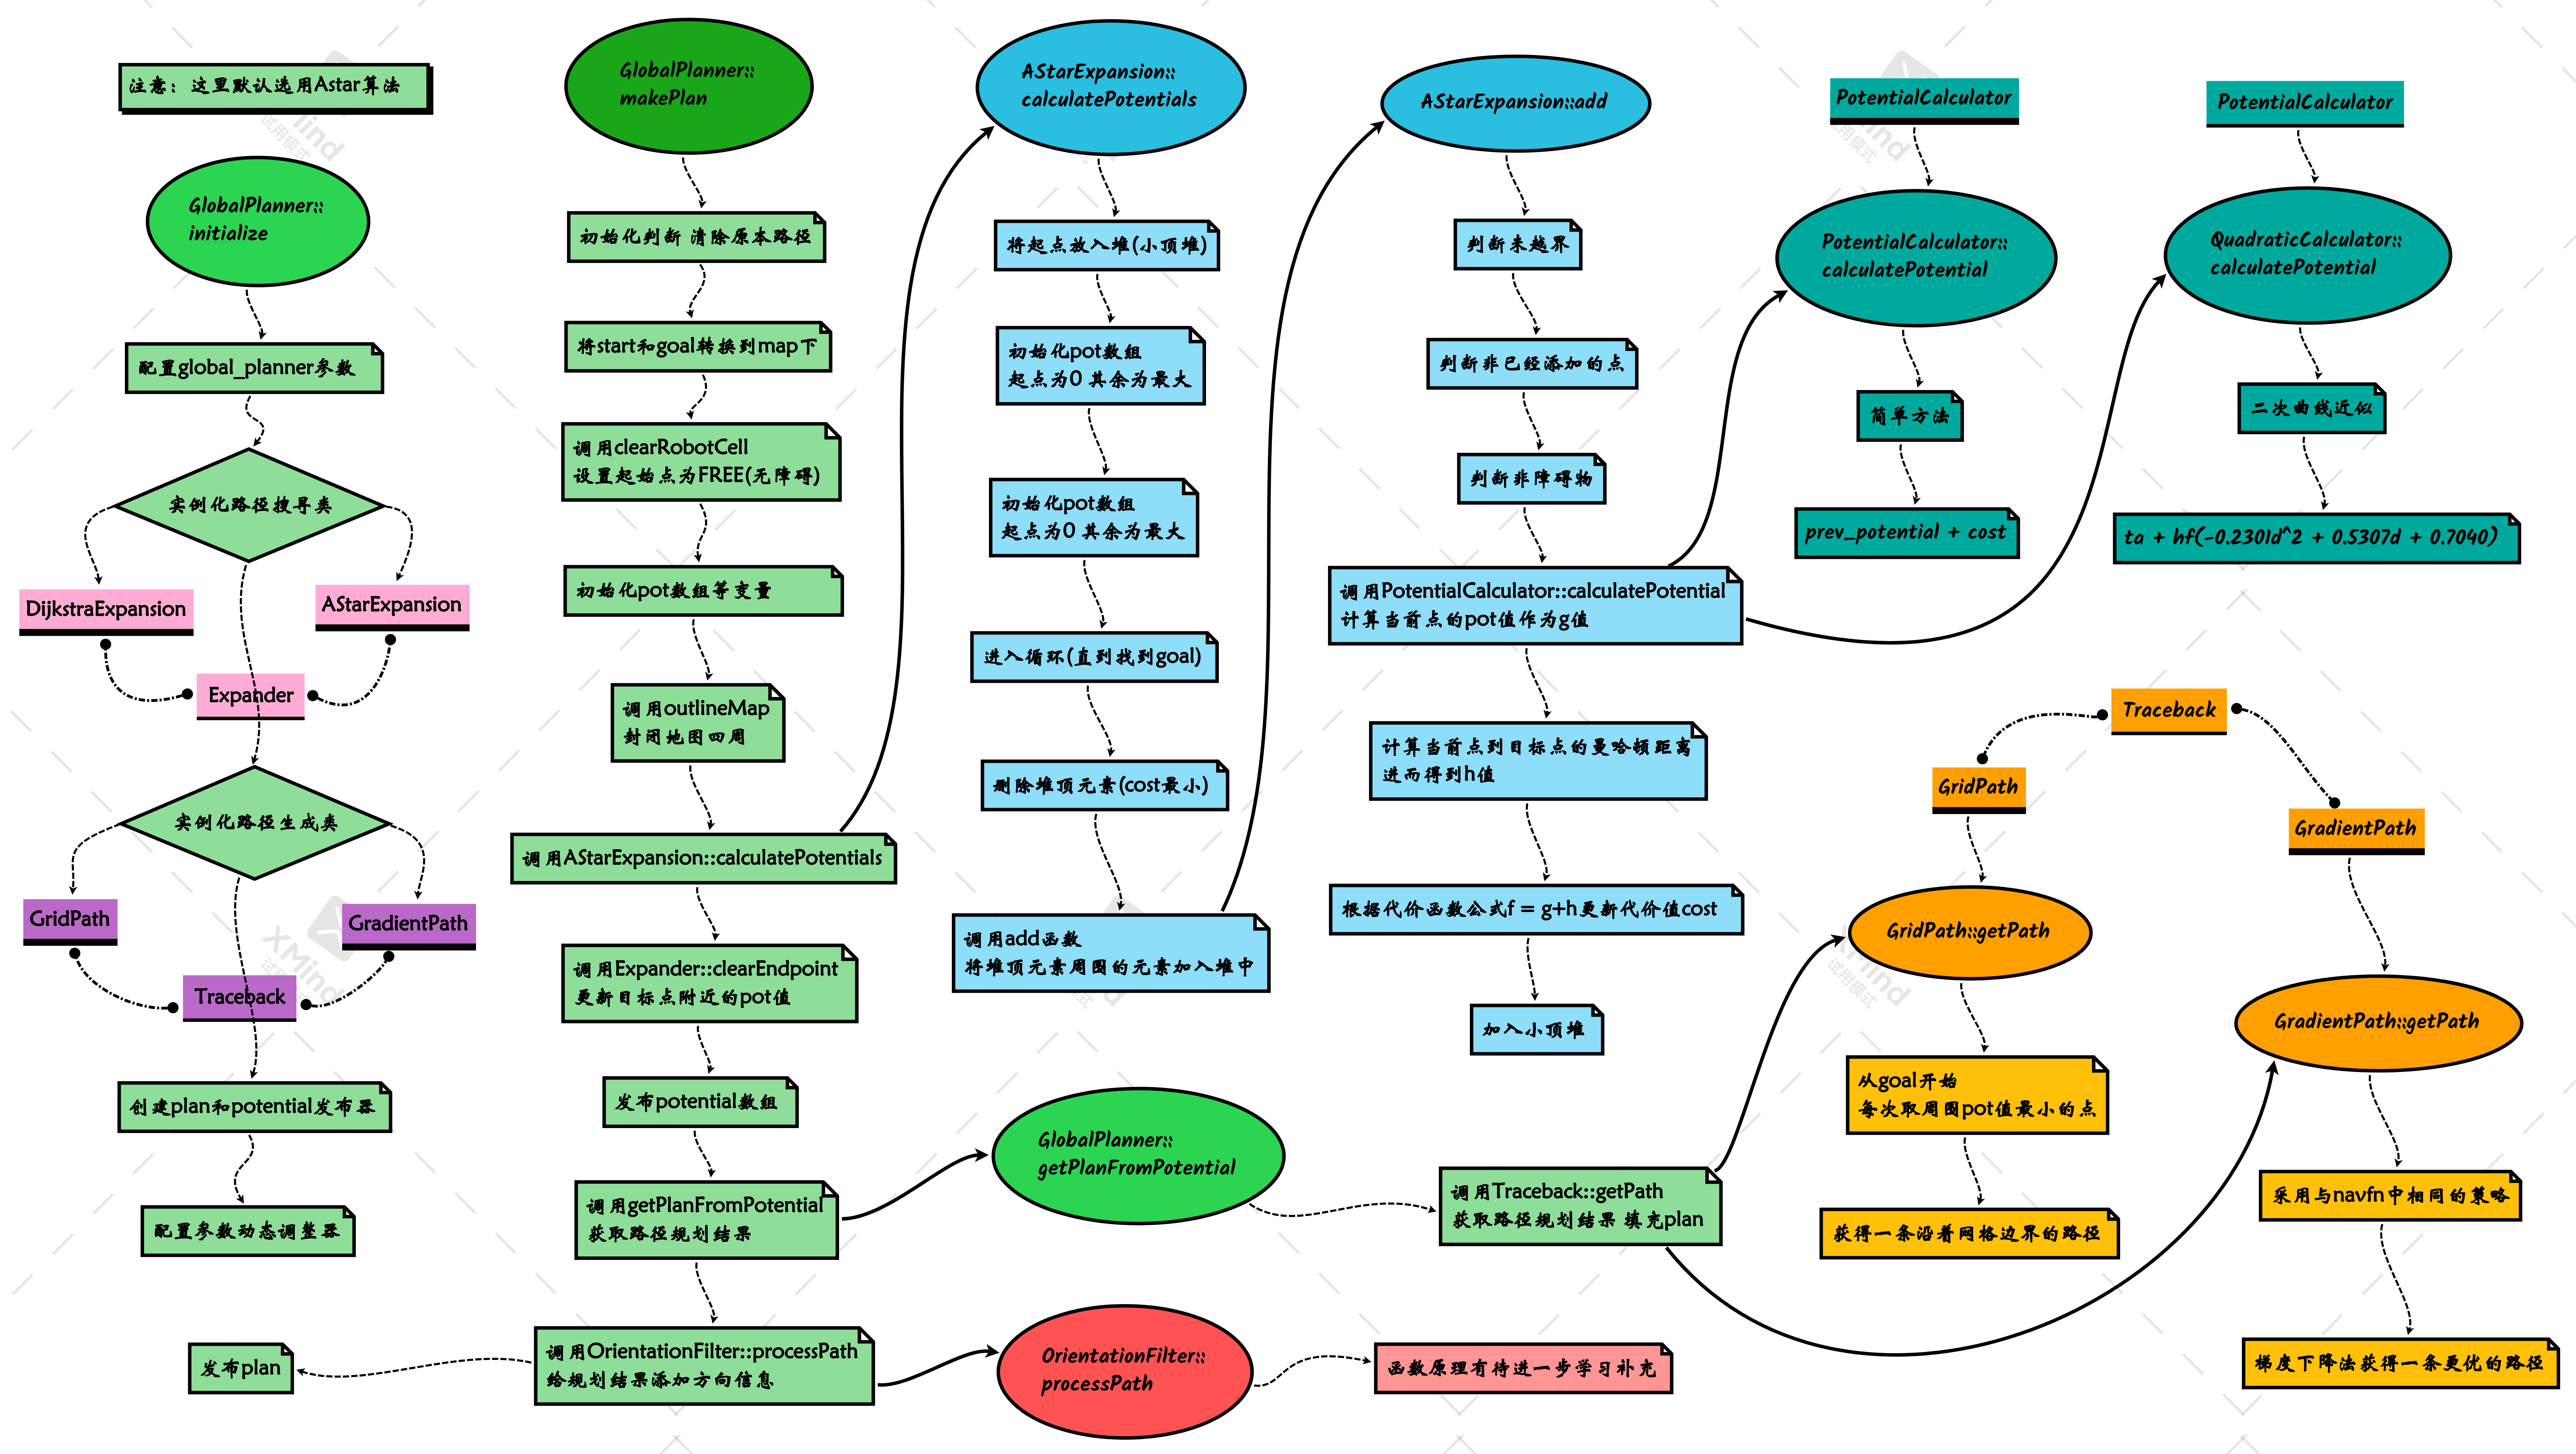 注意：这里默认选用Astar算法
GlobalPlanner::
initialize
配置global_planner参数
实例化路径搜寻类
DijkstraExpansion
AStarExpansion
Expander
实例化路径生成类
GridPath
GradientPath
Traceback
创建plan和potential发布器
配置参数动态调整器
GlobalPlanner::
makePlan
初始化判断 清除原本路径
将start和goal转换到map下
调用clearRobotCell
设置起始点为FREE(无障碍)
初始化pot数组等变量
调用outlineMap
封闭地图四周
调用AStarExpansion::calculatePotentials
调用Expander::clearEndpoint
更新目标点附近的pot值
发布potential数组
调用getPlanFromPotential
获取路径规划结果
调用OrientationFilter::processPath
给规划结果添加方向信息
发布plan
AStarExpansion::
calculatePotentials
将起点放入堆(小顶堆)
初始化pot数组
起点为0 其余为最大
初始化pot数组
起点为0 其余为最大
进入循环(直到找到goal)
删除堆顶元素(cost最小)
调用add函数
将堆顶元素周围的元素加入堆中
GlobalPlanner::
getPlanFromPotential
OrientationFilter::
processPath
AStarExpansion::add
判断未越界
判断非已经添加的点
判断非障碍物
调用PotentialCalculator::calculatePotential
计算当前点的pot值作为g值
计算当前点到目标点的曼哈顿距离
进而得到h值
根据代价函数公式f = g+h更新代价值cost
加入小顶堆
调用Traceback::getPath
获取路径规划结果 填充plan
函数原理有待进一步学习补充
PotentialCalculator
PotentialCalculator::
calculatePotential
简单方法
prev_potential + cost
PotentialCalculator
QuadraticCalculator::
calculatePotential
二次曲线近似
ta + hf(-0.2301d^2 + 0.5307d + 0.7040)
Traceback
GridPath
GradientPath
GridPath::getPath
从goal开始
每次取周围pot值最小的点
获得一条沿着网格边界的路径
GradientPath::getPath
采用与navfn中相同的策略
梯度下降法获得一条更优的路径
XMind
试用模式